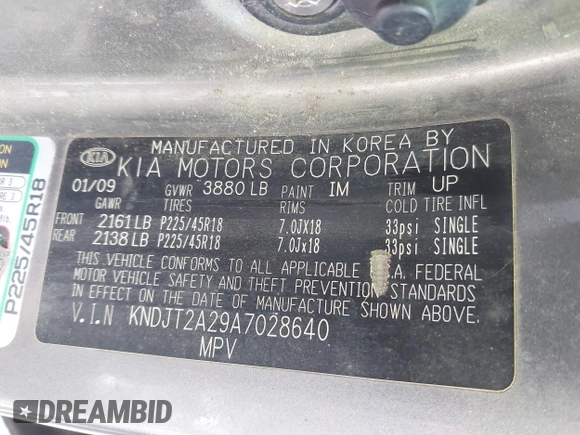 MANUFACTURED IN KOREA BY
KIA KIA MOTORS CORPORATION
01/09 GVWR 3880 LB PAINT IM TRIM UP
GAWR TIRES RIMS COLD TIRE INFL
FRONT 2161 LB P225/45R18 7.0JX18 33psi SINGLE
REAR 2138 LB P225/45R18 7.0Jx18 33psi SINGLE
THIS VEHICLE CONFORMS TO ALL APPLICABLE .A. FEDERAL
MOTOR VEHICLE SAFETY AND THEFT PREVENTION STANDARDS
IN EFFECT ON THE DATE OF MANUFACTURE SHOWN ABOVE.
V.I.N KNDJT2A29A7028640
MPV
P225/45R18
DREAMBID